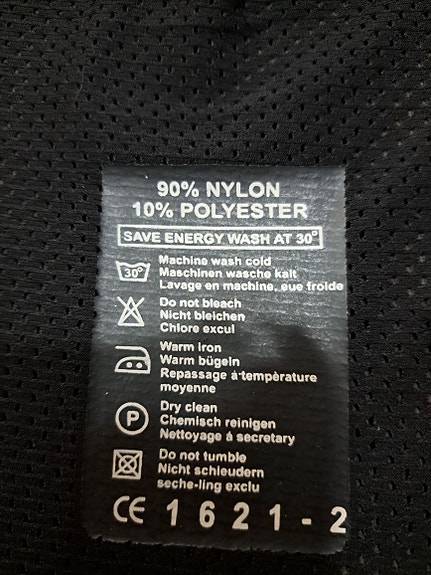 90% NYLON
10% POLYESTER
SAVE ENERGY WASH AT 30°
30°
Machine wash cold
Maschinen wasche kalt
Lavage en machine, eue froide
Do not bleach
Nicht bleichen
Chlore excul
Warm iron
Warm bügeln
Repassage á tempèrature
moyenne
P
Dry clean
Chemisch reinigen
Nettoyage á secretary
Do not tumble
Nicht schleudern
seche-ling exclu
CE 1621-2